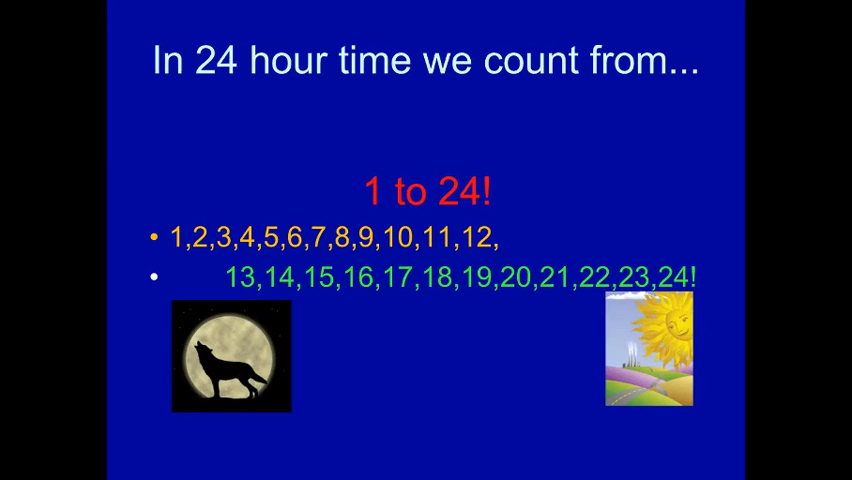 In 24 hour time we count from...
1 to 24!
• 1,2,3,4,5,6,7,8,9,10,11,12,
• 13,14,15,16,17,18,19,20,21,22,23,24!